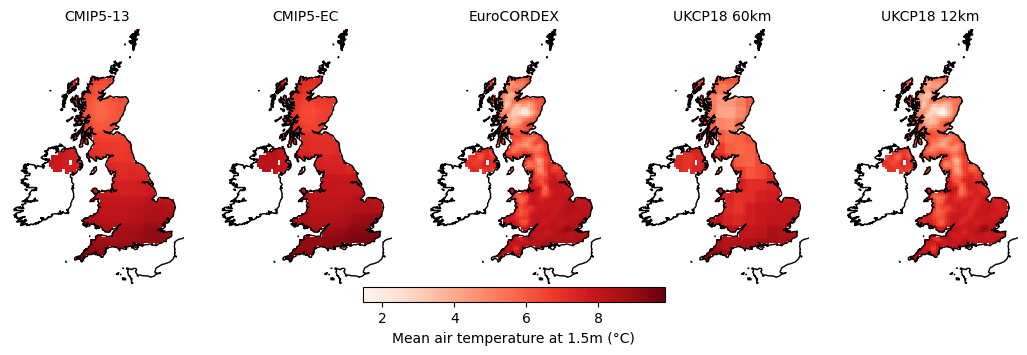 CMIP5-13
CMIP5-EC
EuroCORDEX
UKCP18 60km
UKCP18 12km
2
4
6
8
Mean air temperature at 1.5m (°C)